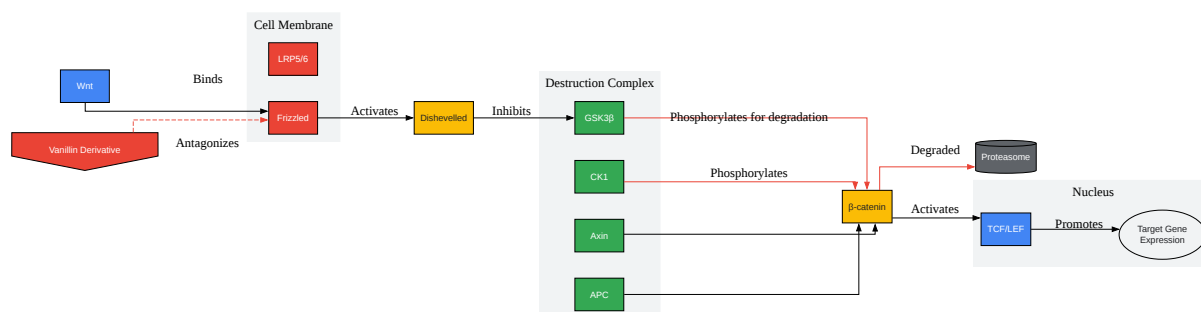 Cell Membrane
LRP5/6
Wnt
Binds
Frizzled
Activates
Dishevelled
Inhibits
Vanillin Derivative
Antagonizes
Destruction Complex
GSK3β
Phosphorylates for degradation
CK1
Phosphorylates
Axin
APC
β-catenin
Degraded
Proteasome
Activates
Nucleus
TCF/LEF
Promotes
Target Gene
Expression